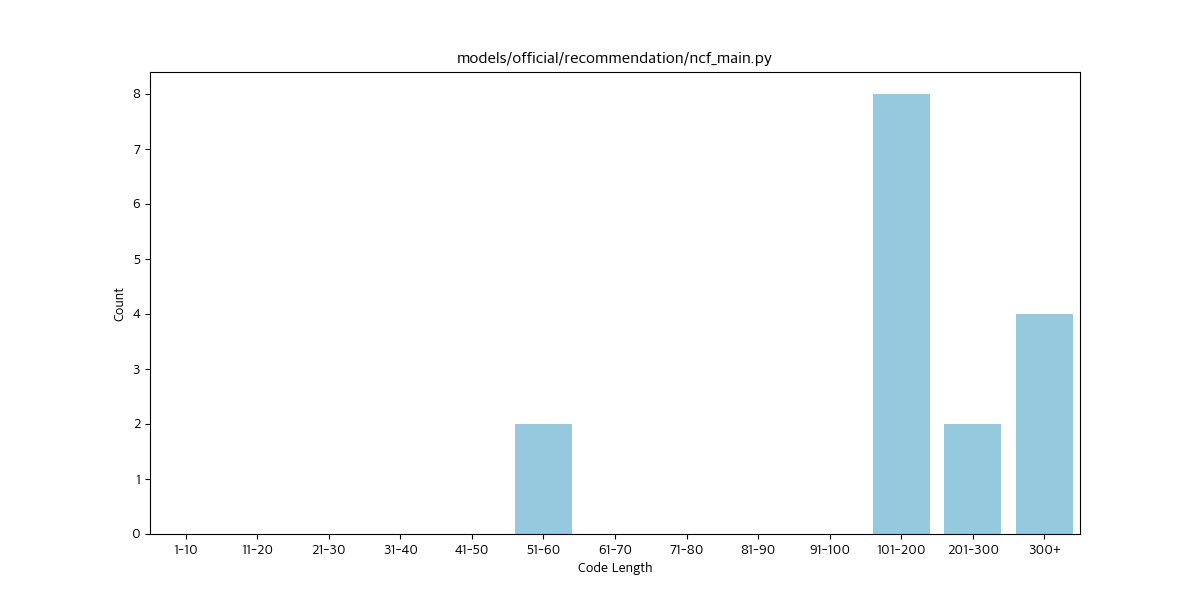 models/official/recommendation/ncf_main.py
8
7
6
5
4
3
2
1
0
Count
1-10 11-20 21-30 31-40 41-50 51-60 61-70 71-80 81-90 91-100 101-200 201-300 300+
Code Length